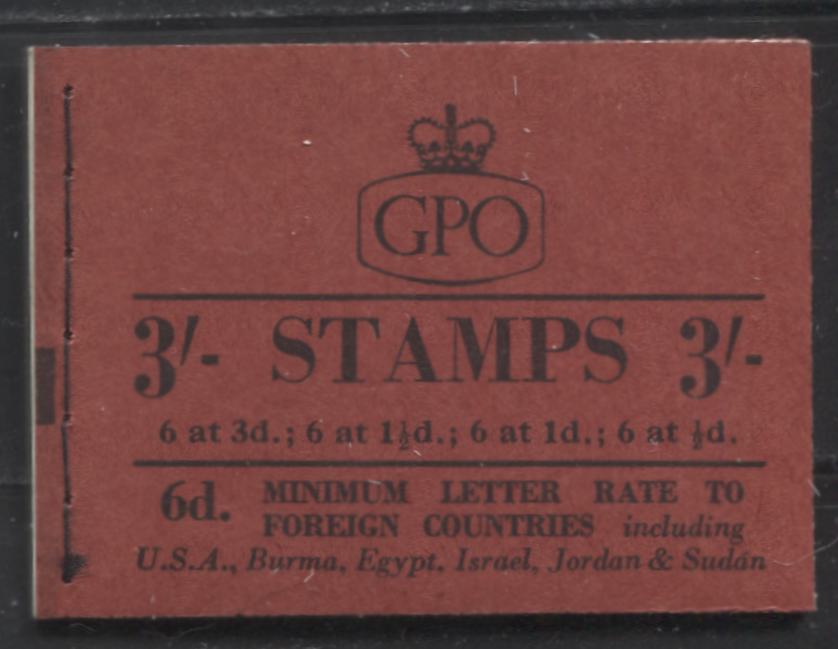 GPO
3/- STAMPS 3/-
6 at 3d.; 6 at 1½d.; 6 at 1d.; 6 at ½d.
6d. MINIMUM LETTER RATE TO
FOREIGN COUNTRIES including
U.S.A., Burma, Egypt, Israel, Jordan & Sudan